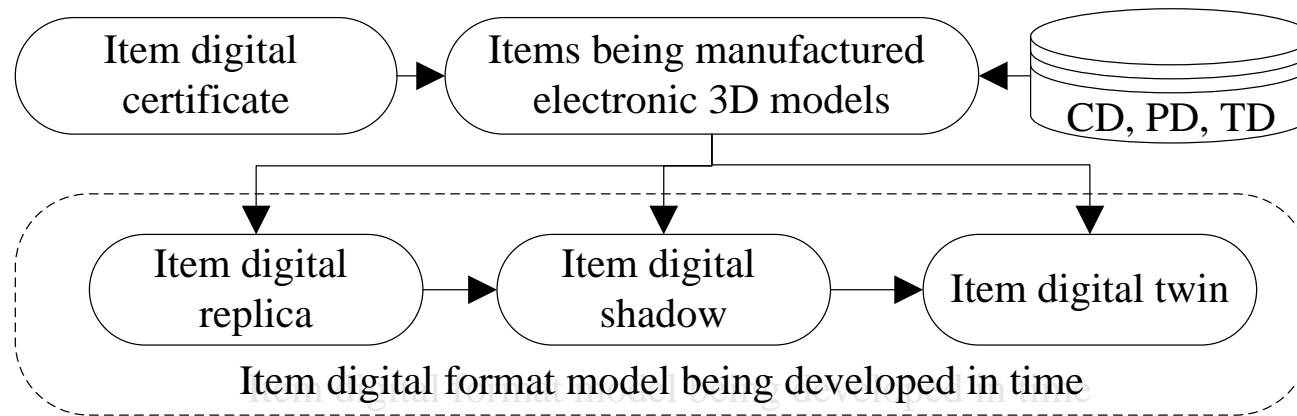 Item digital
certificate
Items being manufactured
electronic 3D models
CD, PD, TD
Item digital
replica
Item digital
shadow
Item digital twin
Item digital format model being developed in time